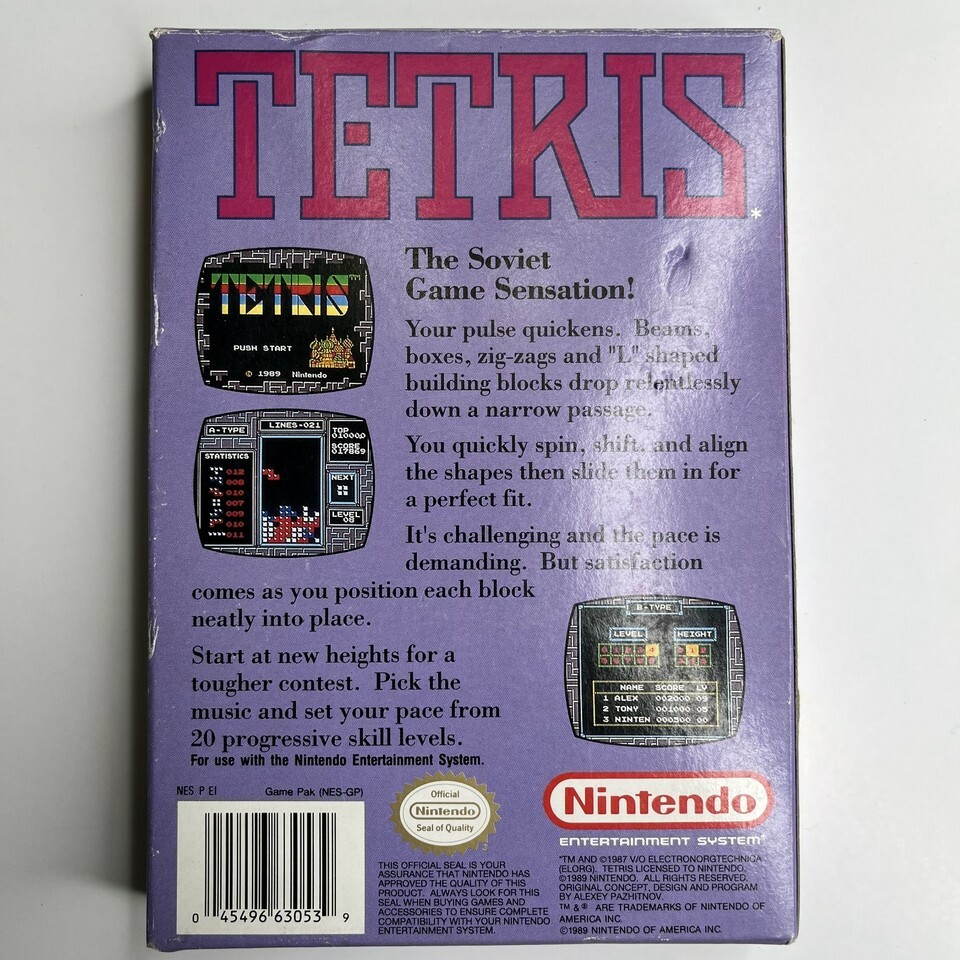 TETRIS*
The Soviet
Game Sensation!
TETRIS™
PUSH START
© 1989 Nintendo
Your pulse quickens. Beams,
boxes, zig-zags and "L" shaped
building blocks drop relentlessly
down a narrow passage.
A-TYPE
LINES-021
TOP
010000
SCORE
017869
STATISTICS
012
008
010
007
009
010
011
NEXT
LEVEL
08
You quickly spin, shift, and align
the shapes then slide them in for
a perfect fit.
It's challenging and the pace is
demanding. But satisfaction
comes as you position each block
neatly into place.
Start at new heights for a
tougher contest. Pick the
music and set your pace from
20 progressive skill levels.
For use with the Nintendo Entertainment System.
B-TYPE
LEVEL HEIGHT
NAME SCORE LV
1 ALEX 002000 09
2 TONY 001000 05
3 NINTEN 000500 00
NES P EI Game Pak (NES-GP)
0 45496 63053 9
Official
Nintendo
Seal of Quality
THIS OFFICIAL SEAL IS YOUR
ASSURANCE THAT NINTENDO HAS
APPROVED THE QUALITY OF THIS
PRODUCT. ALWAYS LOOK FOR THIS
SEAL WHEN BUYING GAMES AND
ACCESSORIES TO ENSURE COMPLETE
COMPATIBILITY WITH YOUR NINTENDO
ENTERTAINMENT SYSTEM.
Nintendo®
ENTERTAINMENT SYSTEM®
*TM AND ©1987 V/O ELECTRONORGTECHNICA
(ELORG). TETRIS LICENSED TO NINTENDO.
©1989 NINTENDO. ALL RIGHTS RESERVED.
ORIGINAL CONCEPT, DESIGN AND PROGRAM
BY ALEXEY PAZHITNOV.
™ & ® ARE TRADEMARKS OF NINTENDO OF
AMERICA INC.
©1989 NINTENDO OF AMERICA INC.